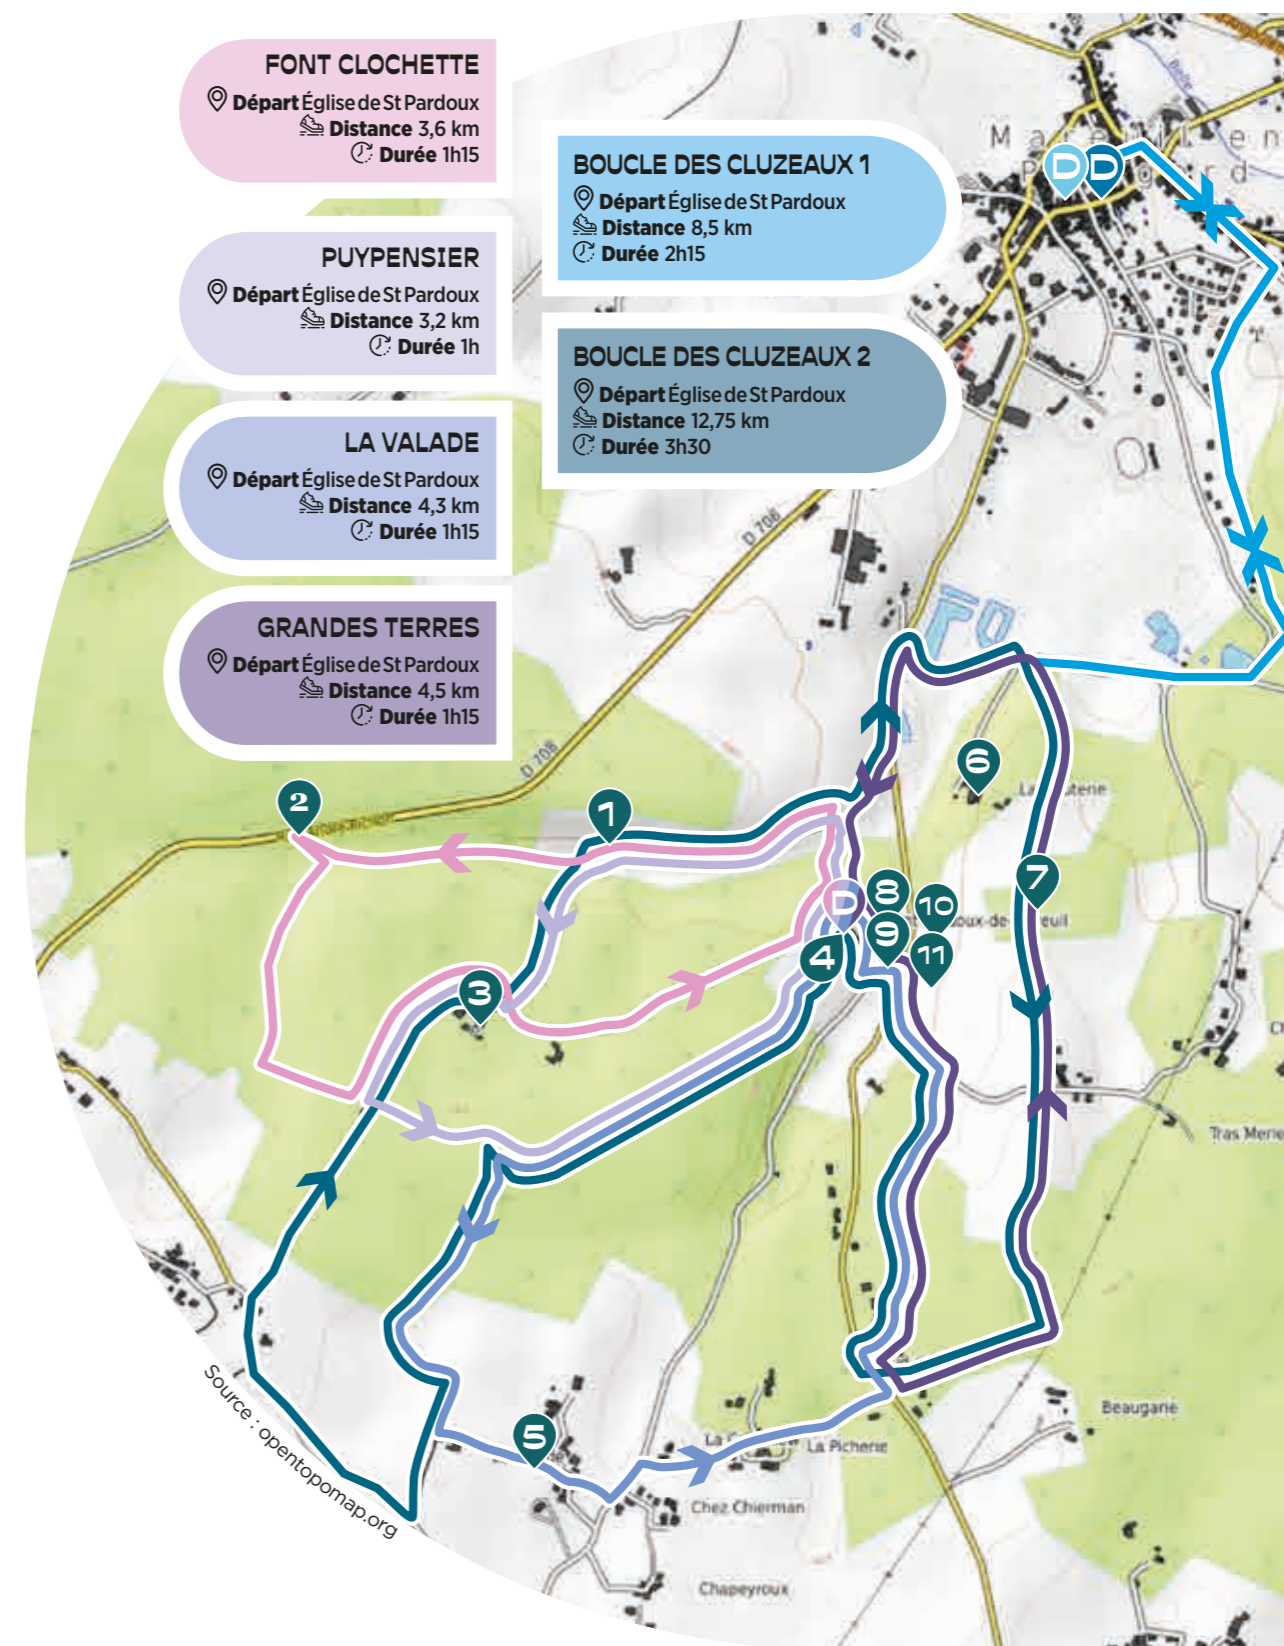 FONT CLOCHETTE
Départ Église de St Pardoux
Distance 3,6 km
Durée 1h15
PUYPENSIER
Départ Église de St Pardoux
Distance 3,2 km
Durée 1h
LA VALADE
Départ Église de St Pardoux
Distance 4,3 km
Durée 1h15
GRANDES TERRES
Départ Église de St Pardoux
Distance 4,5 km
Durée 1h15
BOUCLE DES CLUZEAUX 1
Départ Église de St Pardoux
Distance 8,5 km
Durée 2h15
BOUCLE DES CLUZEAUX 2
Départ Église de St Pardoux
Distance 12,75 km
Durée 3h30
Belle
D D
D 708
D 708
6
2
1
7
8
10
D
9
4
11
3
Tras Merle
Beaugarie
5
La Picherie
Chez Chierman
Chapeyroux
Source : opentopomap.org